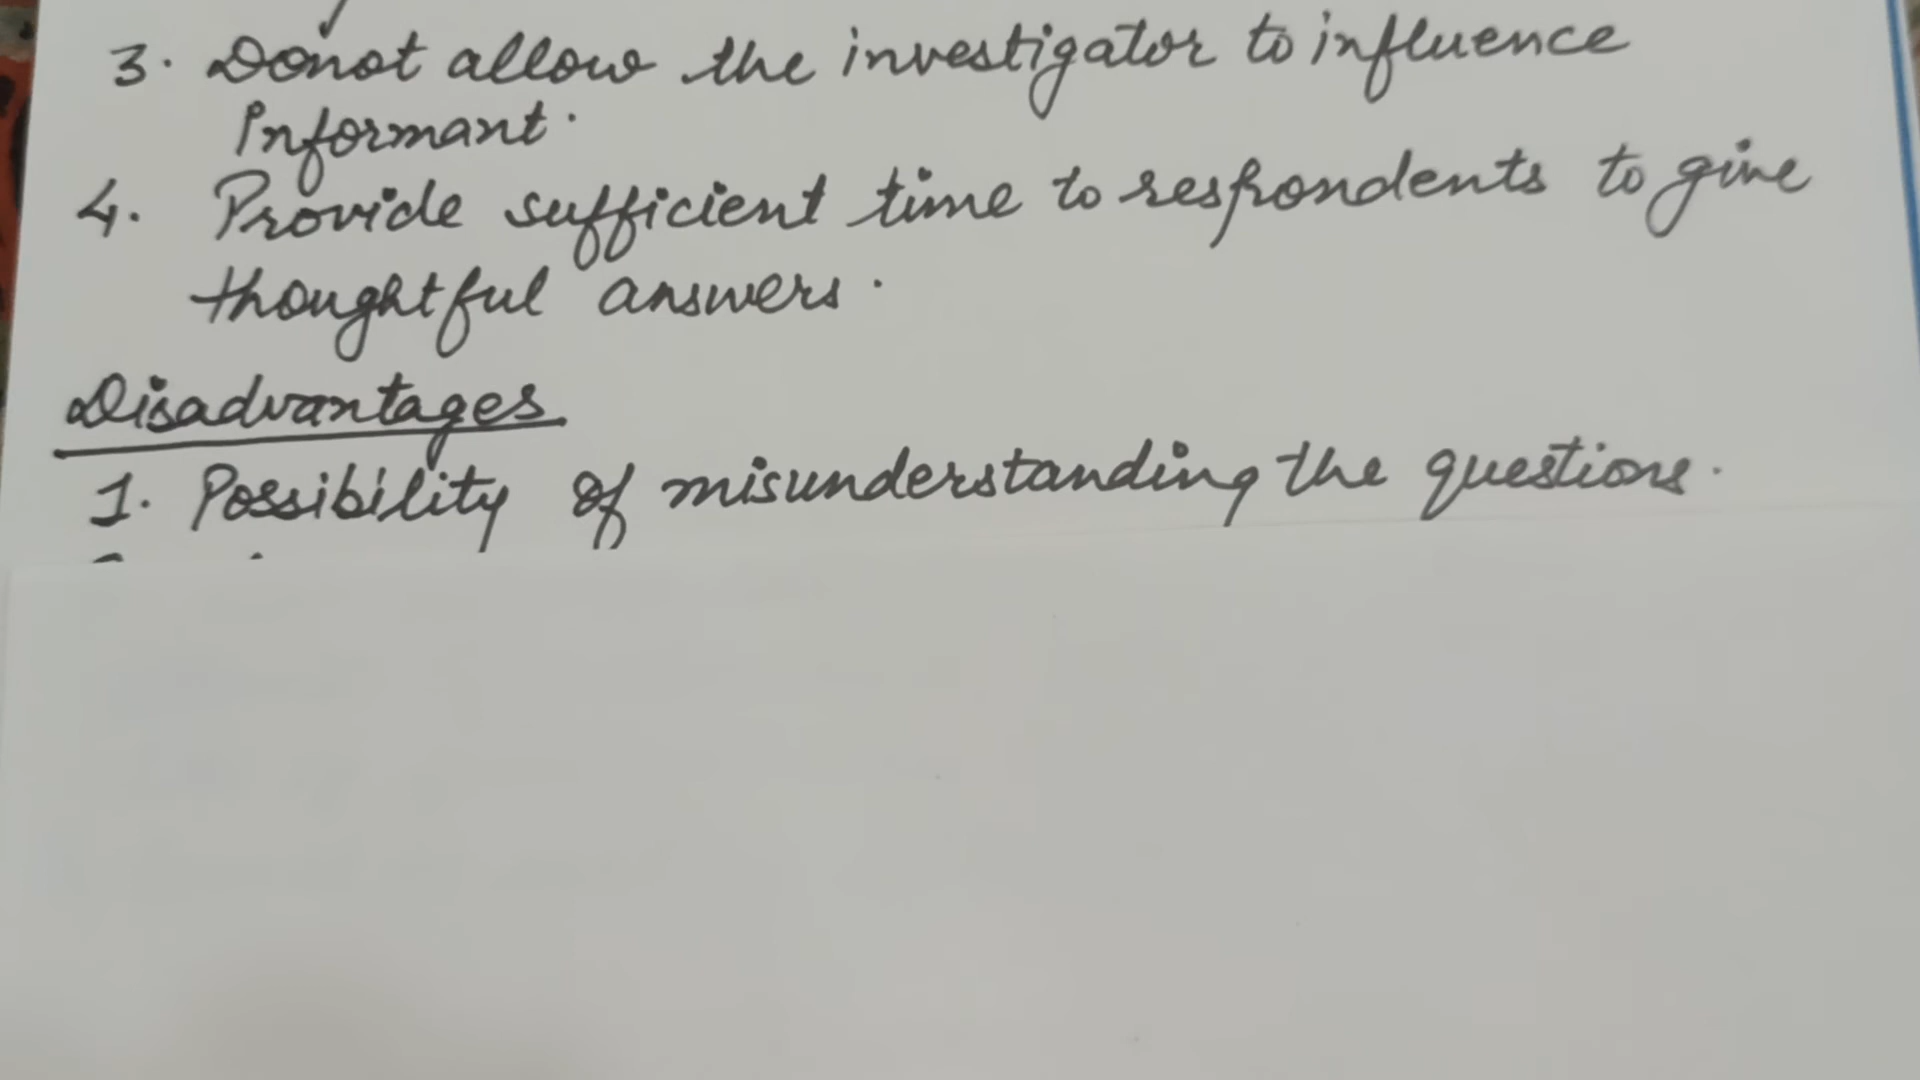 3. Donot allow the investigator to influence
Informant.
4. Provide sufficient time to respondents to give
thoughtful answers.
Disadvantages
1. Possibility of misunderstanding the questions.